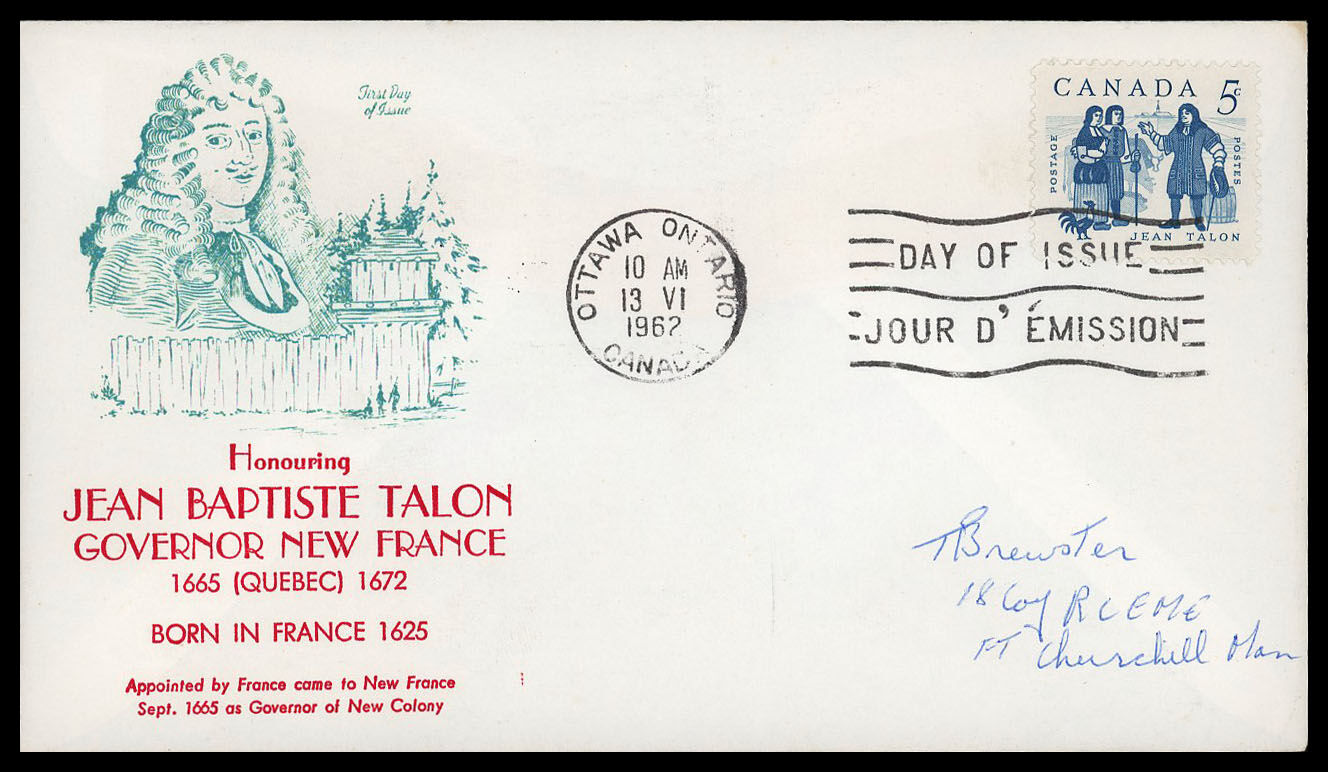 First Day
of Issue
CANADA 5c
POSTAGE
POSTES
JEAN TALON
OTTAWA ONTARIO
10 AM
13 VI
1962
CANADA
DAY OF ISSUE
JOUR D' ÉMISSION
Honouring
JEAN BAPTISTE TALON
GOVERNOR NEW FRANCE
1665 (QUEBEC) 1672
BORN IN FRANCE 1625
Appointed by France came to New France
Sept. 1665 as Governor of New Colony
TBrewster
18 Coy RCEME
FT Churchill Man